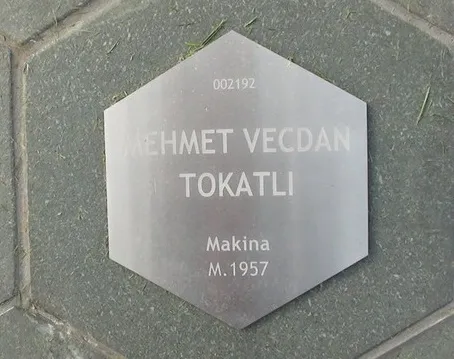 002192
MEHMET VECDAN
TOKATLI
Makina
M.1957